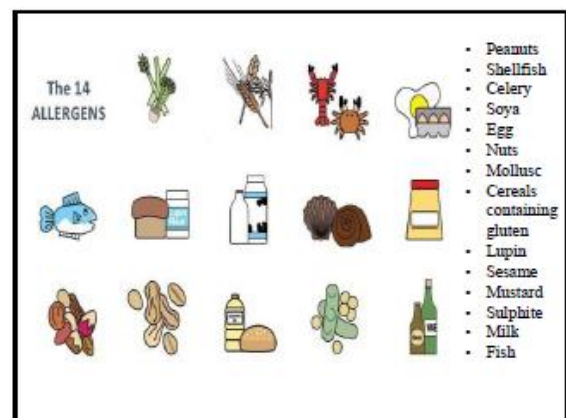 The 14
ALLERGENS
• Peanuts
• Shellfish
• Celery
• Soya
• Egg
• Nuts
• Mollusc
• Cereals
containing
gluten
• Lupin
• Sesame
• Mustard
• Sulphite
• Milk
• Fish